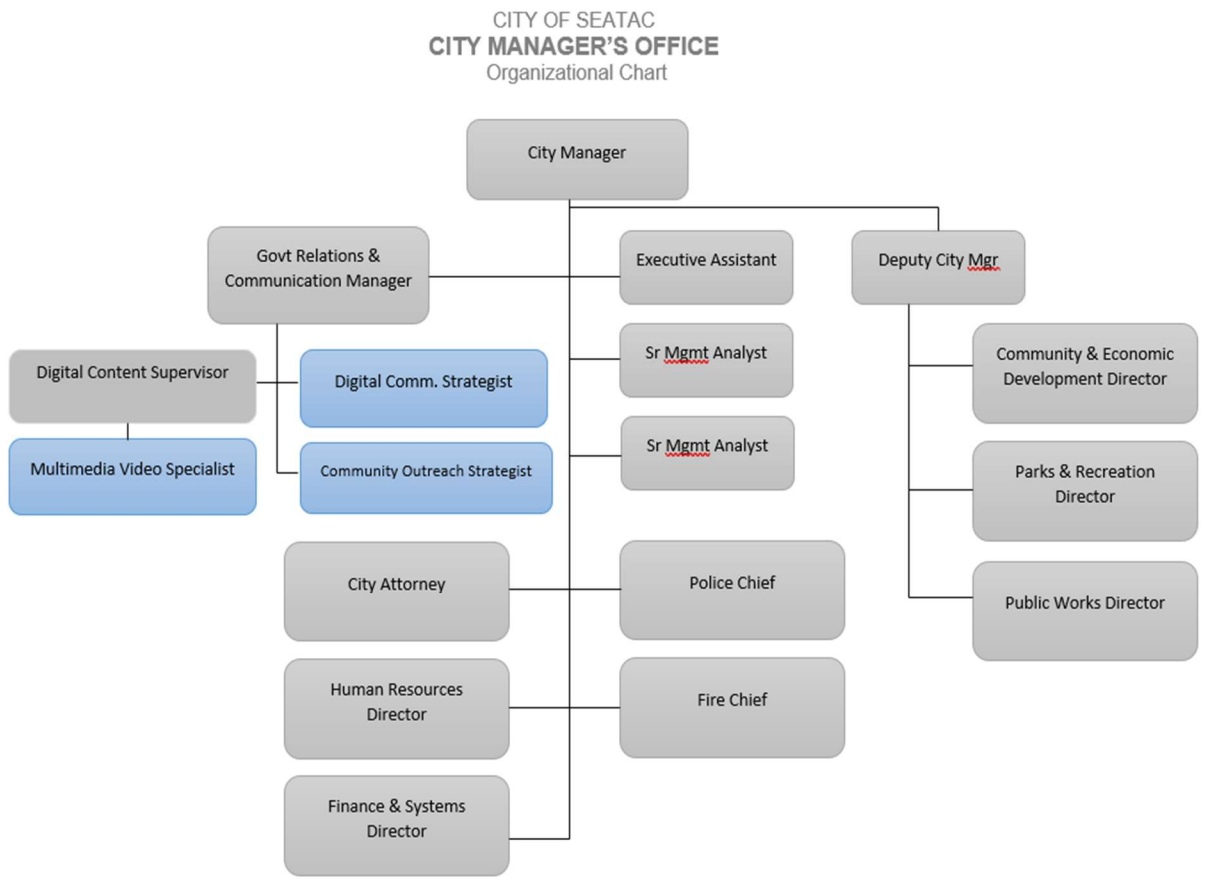 CITY OF SEATAC
CITY MANAGER'S OFFICE
Organizational Chart
City Manager
Govt Relations &
Communication Manager
Executive Assistant
Deputy City Mgr
Digital Content Supervisor
Digital Comm. Strategist
Sr Mgmt Analyst
Community & Economic
Development Director
Multimedia Video Specialist
Community Outreach Strategist
Sr Mgmt Analyst
Parks & Recreation
Director
City Attorney
Police Chief
Public Works Director
Human Resources
Director
Fire Chief
Finance & Systems
Director